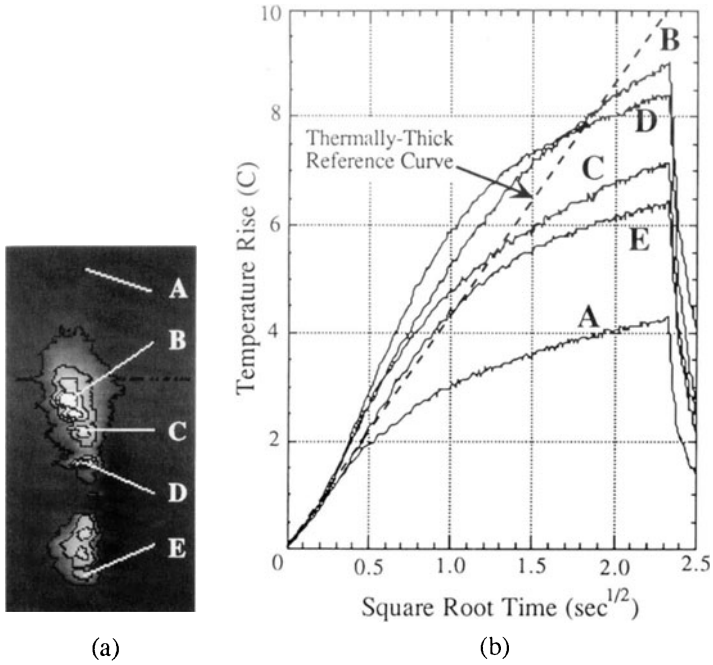 A
B
C
D
E
(a)
10
8
6
4
2
0
Temperature Rise (C)
Thermally-Thick
Reference Curve
B
D
C
E
A
0 0.5 1.0 1.5 2.0 2.5
Square Root Time (sec1/2)
(b)